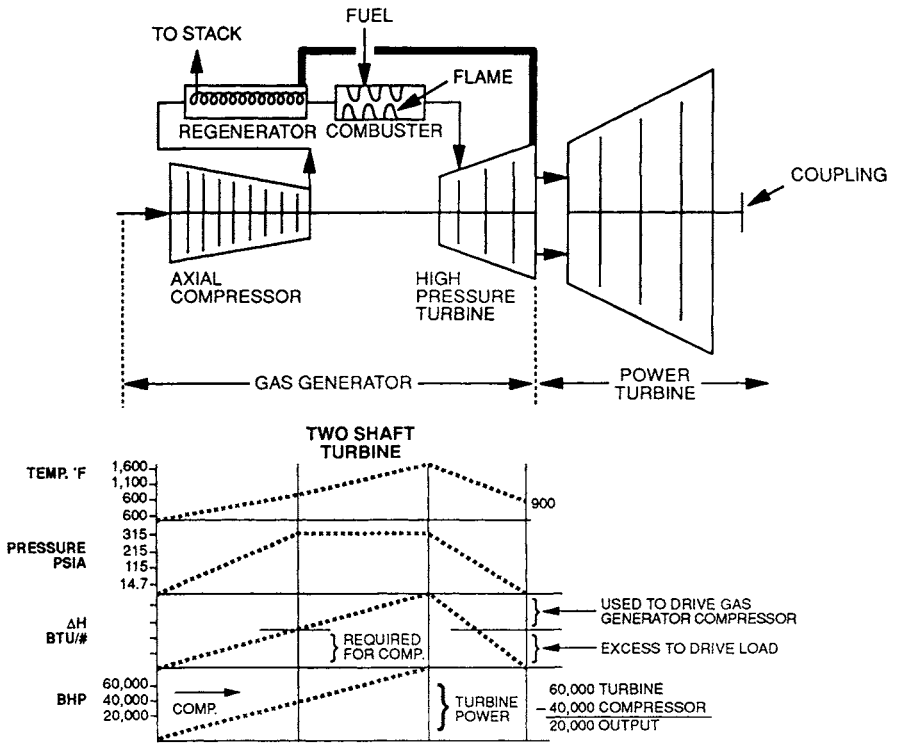 FUEL
TO STACK
FLAME
REGENERATOR
COMBUSTER
COUPLING
AXIAL
COMPRESSOR
HIGH
PRESSURE
TURBINE
GAS GENERATOR
POWER
TURBINE
TWO SHAFT
TURBINE
TEMP. °F
1,600
1,100
600
600
900
PRESSURE
PSIA
315
215
115
14.7
ΔH
BTU/#
REQUIRED
FOR COMP.
USED TO DRIVE GAS
GENERATOR COMPRESSOR
EXCESS TO DRIVE LOAD
BHP
60,000
40,000
20,000
COMP.
TURBINE
POWER
60,000 TURBINE
– 40,000 COMPRESSOR
20,000 OUTPUT